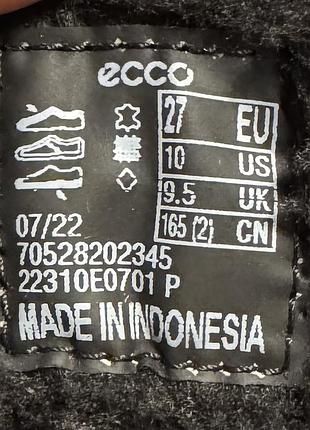 ecco
27 EU
10 US
9.5 UK
165 (2) CN
07/22
70528202345
22310E0701 P
MADE IN INDONESIA